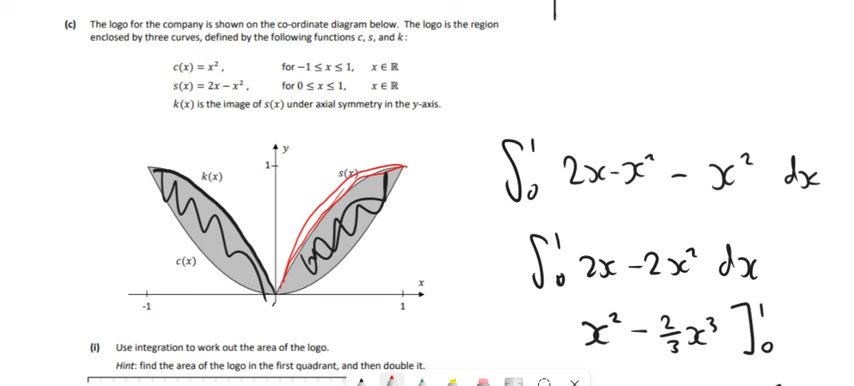 (c) The logo for the company is shown on the co-ordinate diagram below. The logo is the region
enclosed by three curves, defined by the following functions c, s, and k:
c(x) = x², for −1 ≤ x ≤ 1, x ∈ ℝ
s(x) = 2x − x², for 0 ≤ x ≤ 1, x ∈ ℝ
k(x) is the image of s(x) under axial symmetry in the y-axis.
y
1
k(x)
s(x)
c(x)
x
-1
1
∫₀¹ 2x-x² - x² dx
∫₀¹ 2x -2x² dx
x² - 2/3 x³ ]₀¹
(i) Use integration to work out the area of the logo.
Hint: find the area of the logo in the first quadrant, and then double it.